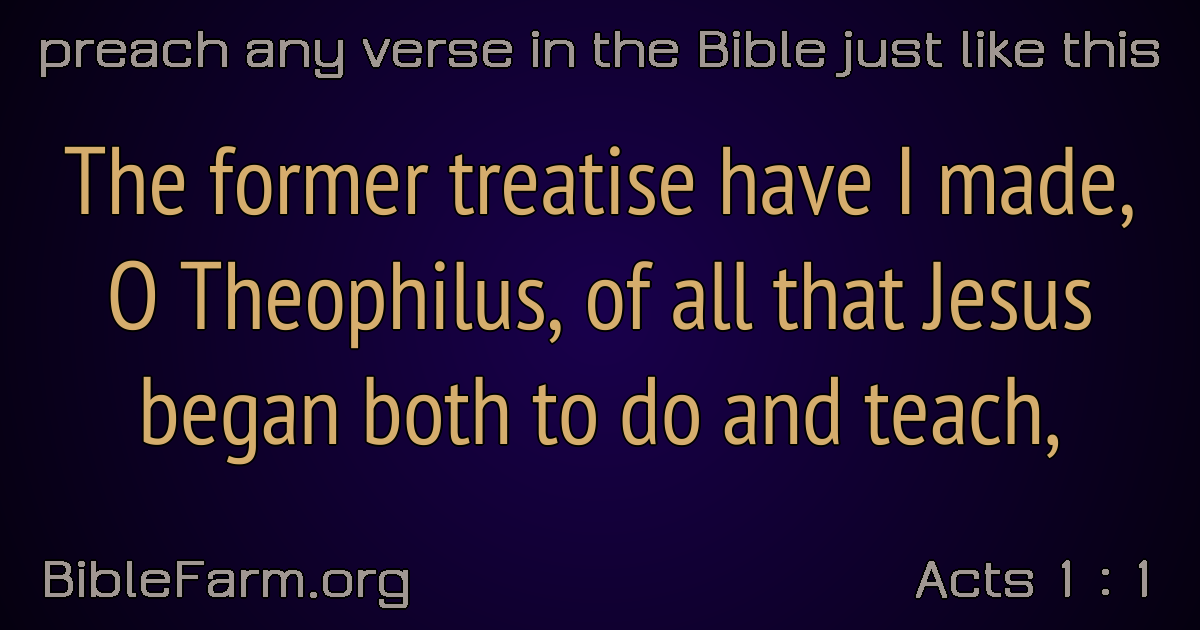 preach any verse in the Bible just like this
The former treatise have I made,
O Theophilus, of all that Jesus
began both to do and teach,
BibleFarm.org
Acts 1 : 1